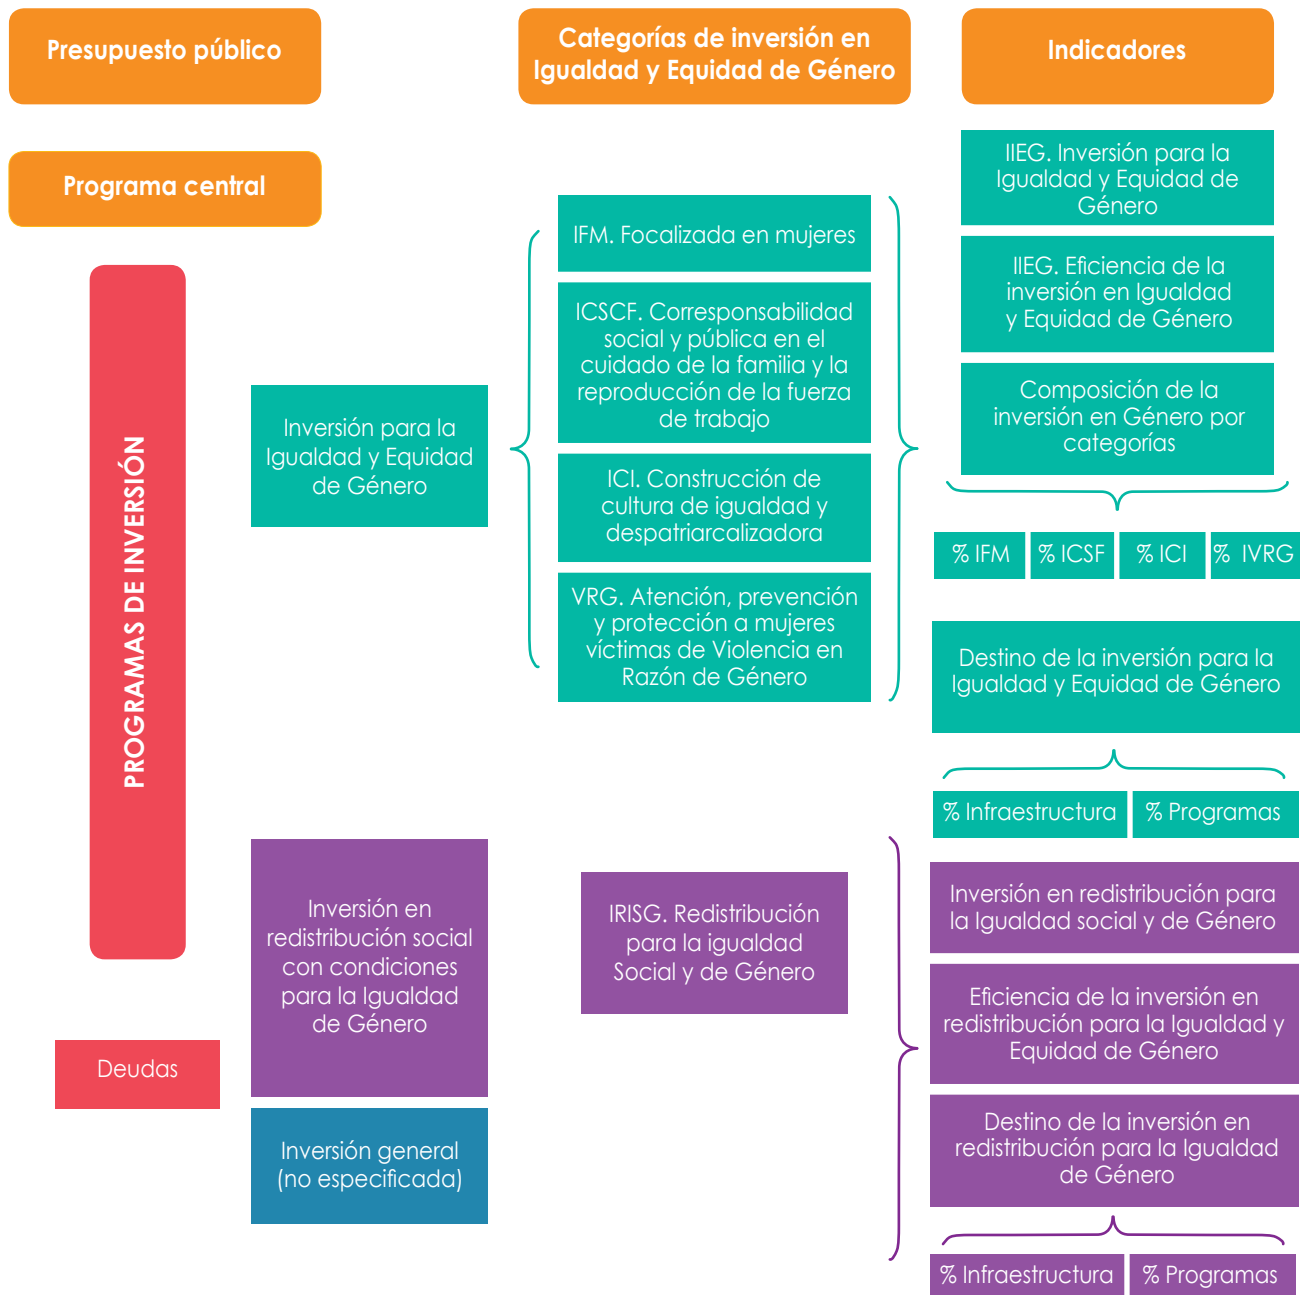 Presupuesto público
Categorías de inversión en
Igualdad y Equidad de Género
Indicadores
Programa central
PROGRAMAS DE INVERSIÓN
Deudas
Inversión para la
Igualdad y Equidad
de Género
IFM. Focalizada en mujeres
ICSCF. Corresponsabilidad
social y pública en el
cuidado de la familia y la
reproducción de la fuerza
de trabajo
ICI. Construcción de
cultura de igualdad y
despatriarcalizadora
VRG. Atención, prevención
y protección a mujeres
víctimas de Violencia en
Razón de Género
IIEG. Inversión para la
Igualdad y Equidad de
Género
IIEG. Eficiencia de la
inversión en Igualdad
y Equidad de Género
Composición de la
inversión en Género por
categorías
% IFM
% ICSF
% ICI
% IVRG
Destino de la inversión para la
Igualdad y Equidad de Género
% Infraestructura
% Programas
Inversión en
redistribución social
con condiciones
para la Igualdad
de Género
Inversión general
(no especificada)
IRISG. Redistribución
para la igualdad
Social y de Género
Inversión en redistribución para
la Igualdad social y de Género
Eficiencia de la inversión en
redistribución para la Igualdad y
Equidad de Género
Destino de la inversión en
redistribución para la Igualdad
de Género
% Infraestructura
% Programas